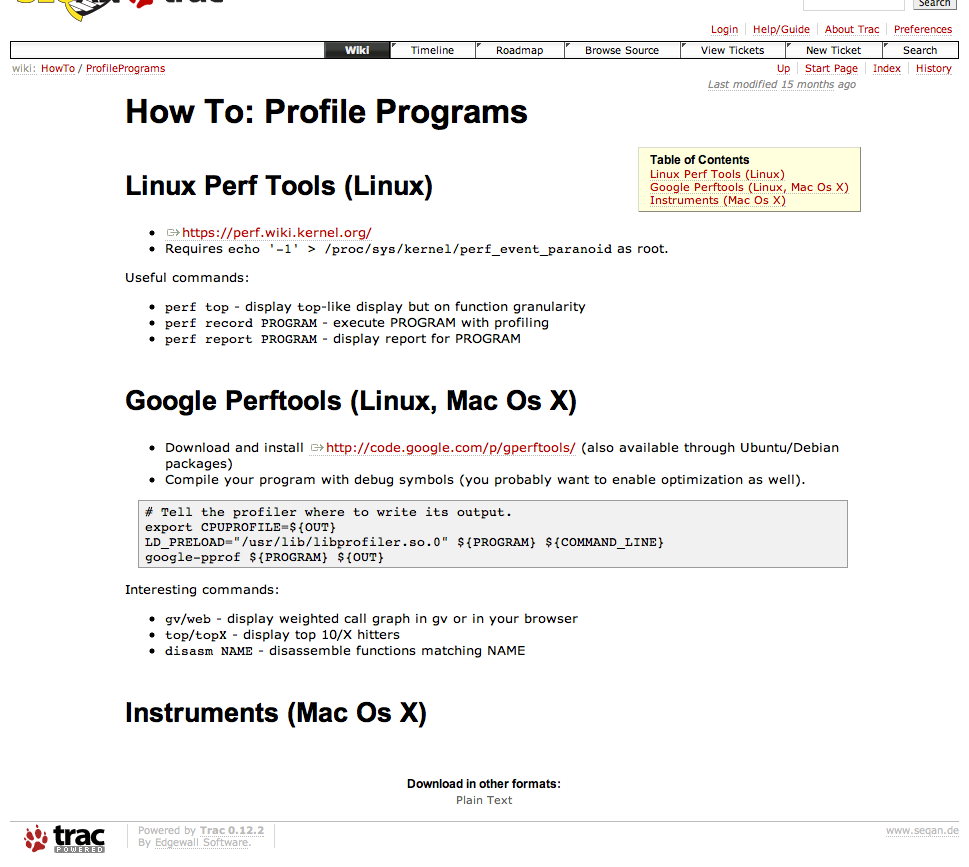 trac
Search
Login Help/Guide About Trac Preferences
Wiki Timeline Roadmap Browse Source View Tickets New Ticket Search
wiki: HowTo / ProfilePrograms
Up Start Page Index History
Last modified 15 months ago
How To: Profile Programs
Table of Contents
Linux Perf Tools (Linux)
Google Perftools (Linux, Mac Os X)
Instruments (Mac Os X)
Linux Perf Tools (Linux)
https://perf.wiki.kernel.org/
Requires echo '-1' > /proc/sys/kernel/perf_event_paranoid as root.
Useful commands:
perf top - display top-like display but on function granularity
perf record PROGRAM - execute PROGRAM with profiling
perf report PROGRAM - display report for PROGRAM
Google Perftools (Linux, Mac Os X)
Download and install http://code.google.com/p/gperftools/ (also available through Ubuntu/Debian
packages)
Compile your program with debug symbols (you probably want to enable optimization as well).
# Tell the profiler where to write its output.
export CPUPROFILE=${OUT}
LD_PRELOAD="/usr/lib/libprofiler.so.0" ${PROGRAM} ${COMMAND_LINE}
google-pprof ${PROGRAM} ${OUT}
Interesting commands:
gv/web - display weighted call graph in gv or in your browser
top/topX - display top 10/X hitters
disasm NAME - disassemble functions matching NAME
Instruments (Mac Os X)
Download in other formats:
Plain Text
trac
POWERED
Powered by Trac 0.12.2
By Edgewall Software.
www.seqan.de